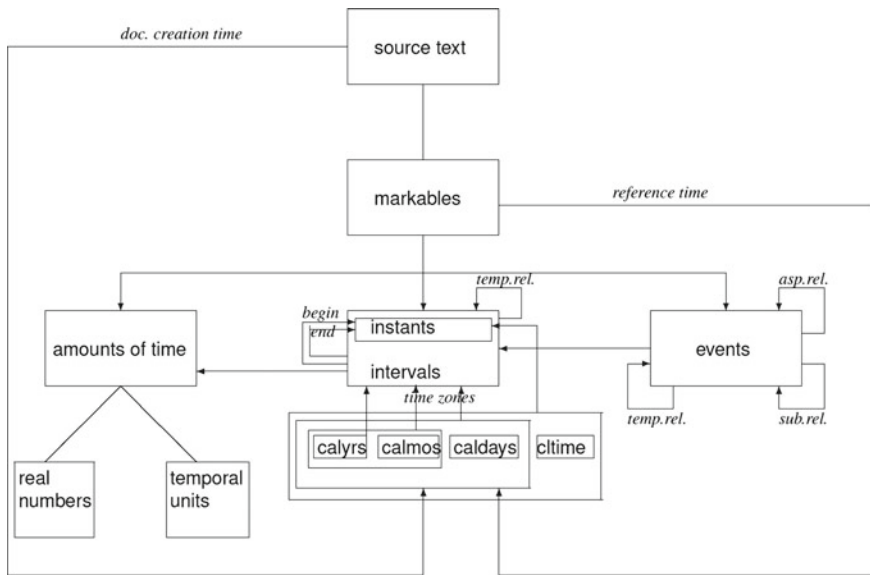 doc. creation time
source text
markables
reference time
temp.rel.
asp.rel.
begin
end
instants
amounts of time
events
intervals
time zones
temp.rel.
sub.rel.
calyrs
calmos
caldays
cltime
real
numbers
temporal
units